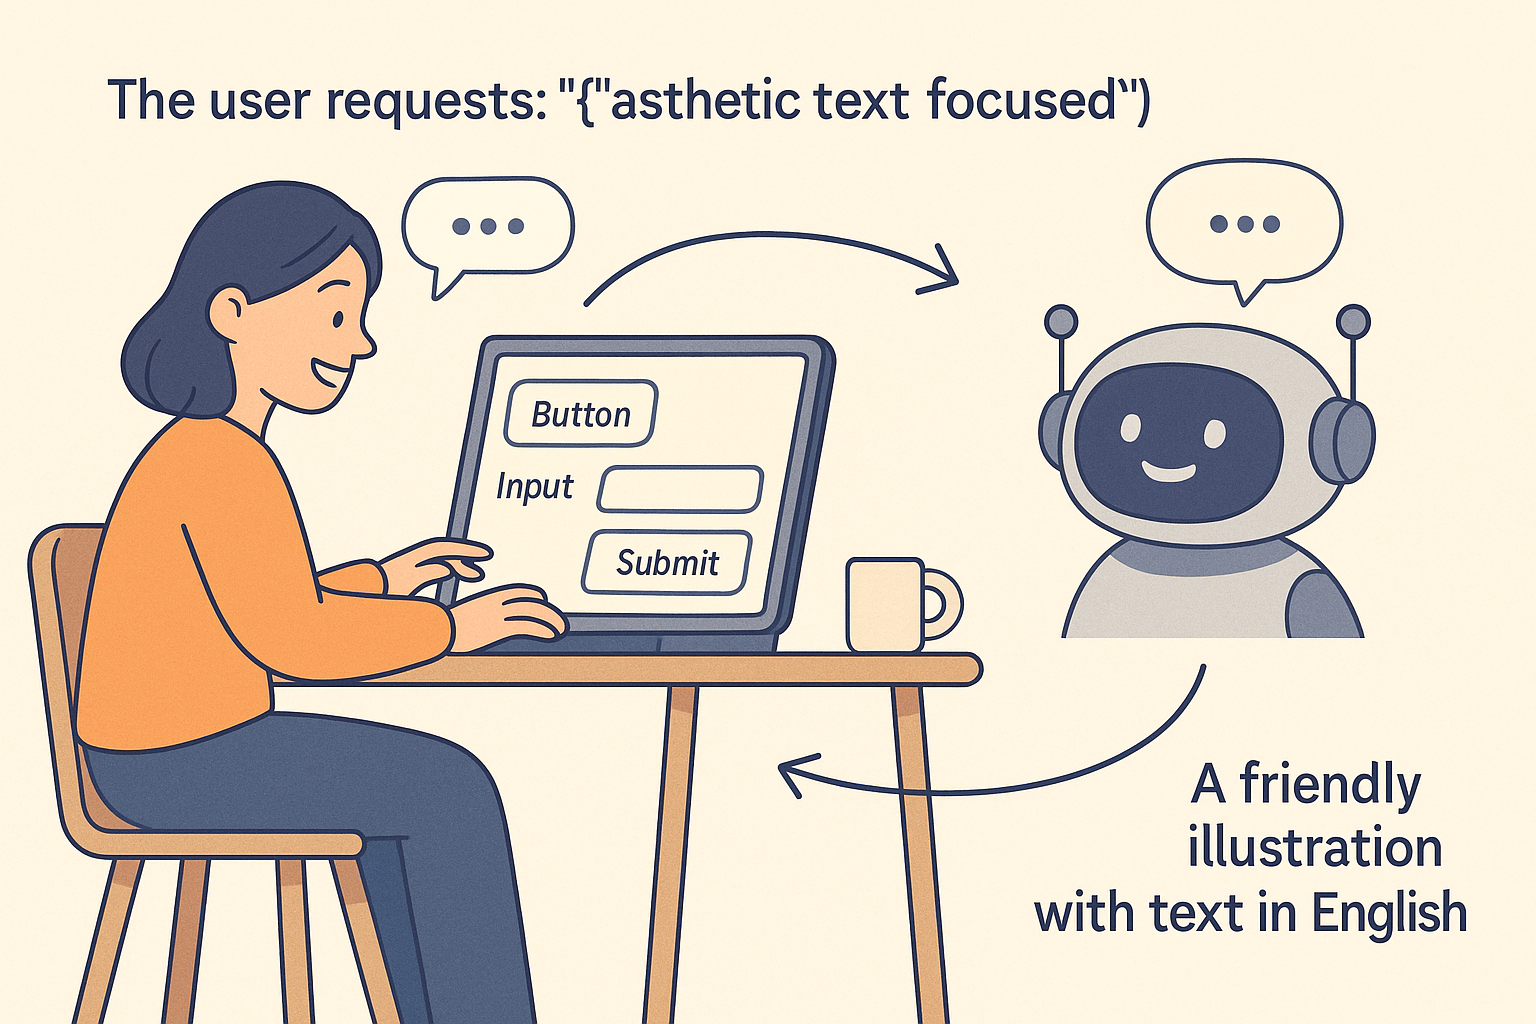 The user requests: "{"asthetic text focused‵")
Button
Input
Submit
A friendly
illustration
with text in English